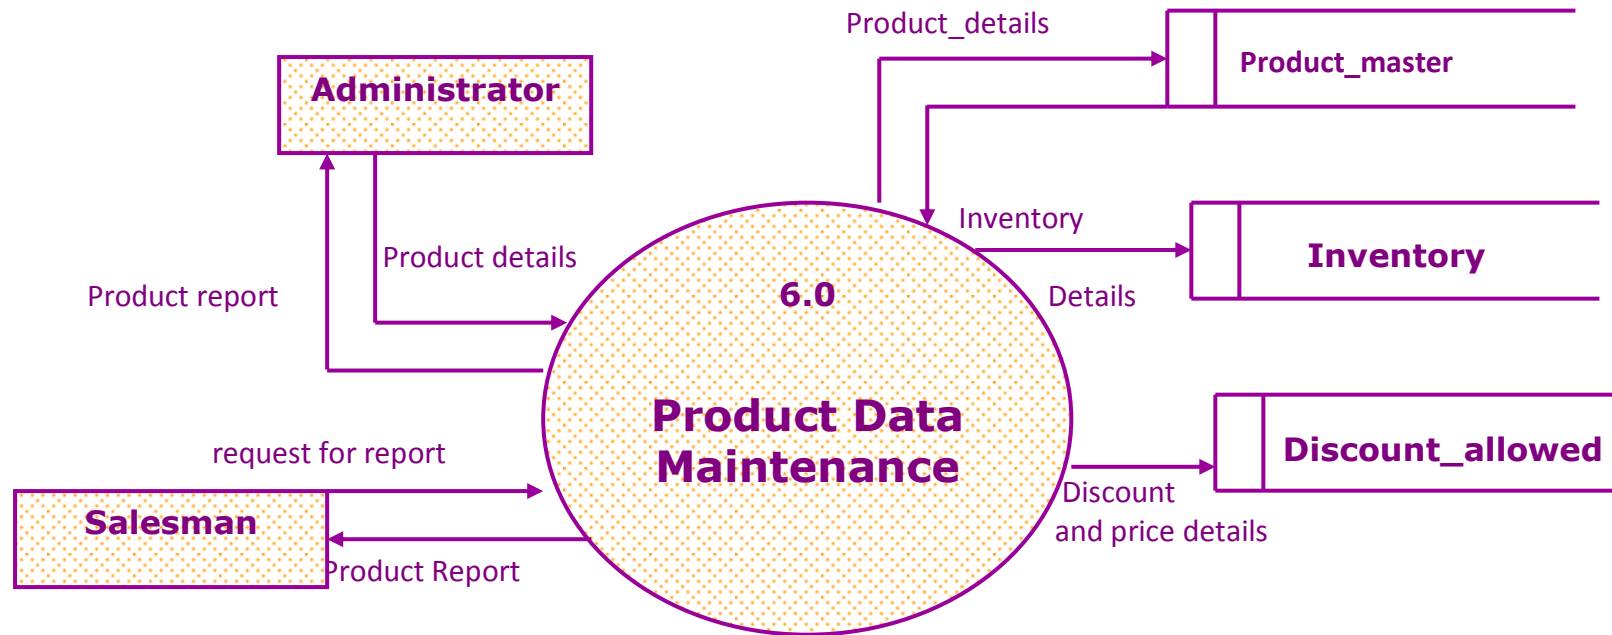 Product_details
Product_master
Administrator
Inventory
Product details
Inventory
Product report
6.0
Details
Product Data
Maintenance
request for report
Discount_allowed
Discount
and price details
Salesman
Product Report